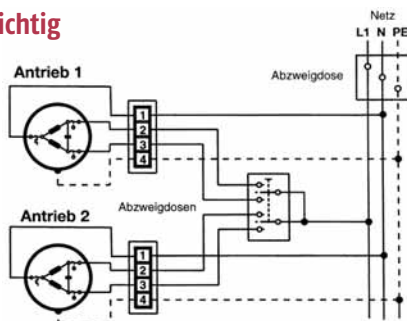 ichtig
Netz
L1 N PE
Abzweigdose
Antrieb 1
1
2
3
4
Abzweigdosen
Antrieb 2
1
2
3
4